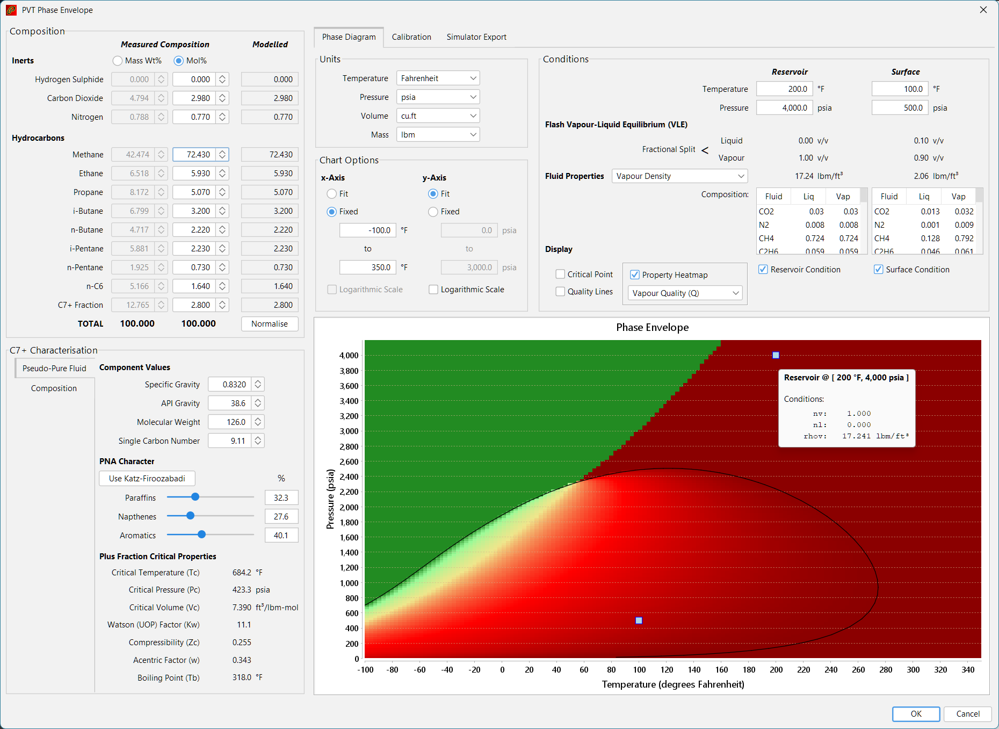 PVT Phase Envelope
Composition
Measured Composition Modelled
Inerts Mass Wt% Mol%
Hydrogen Sulphide 0.000 0.000 0.000
Carbon Dioxide 4.794 2.980 2.980
Nitrogen 0.788 0.770 0.770
Hydrocarbons
Methane 42.474 72.430 72.430
Ethane 6.518 5.930 5.930
Propane 8.172 5.070 5.070
i-Butane 6.799 3.200 3.200
n-Butane 4.717 2.220 2.220
i-Pentane 5.881 2.230 2.230
n-Pentane 1.925 0.730 0.730
n-C6 5.166 1.640 1.640
C7+ Fraction 12.765 2.800 2.800
TOTAL 100.000 100.000 Normalise
C7+ Characterisation
Pseudo-Pure Fluid
Composition
Component Values
Specific Gravity 0.8320
API Gravity 38.6
Molecular Weight 126.0
Single Carbon Number 9.11
PNA Character
Use Katz-Firoozabadi %
Paraffins 32.3
Napthenes 27.6
Aromatics 40.1
Plus Fraction Critical Properties
Critical Temperature (Tc) 684.2 °F
Critical Pressure (Pc) 423.3 psia
Critical Volume (Vc) 7.390 ft³/lbm-mol
Watson (UOP) Factor (Kw) 11.1
Compressibility (Zc) 0.255
Acentric Factor (w) 0.343
Boiling Point (Tb) 318.0 °F
Phase Diagram Calibration Simulator Export
Units
Temperature Fahrenheit
Pressure psia
Volume cu.ft
Mass lbm
Chart Options
x-Axis y-Axis
Fit Fit
Fixed Fixed
-100.0 °F 0.0 psia
to to
350.0 °F 3,000.0 psia
Logarithmic Scale Logarithmic Scale
Conditions
Reservoir Surface
Temperature 200.0 °F 100.0 °F
Pressure 4,000.0 psia 500.0 psia
Flash Vapour-Liquid Equilibrium (VLE)
Fractional Split < Liquid 0.00 v/v 0.10 v/v
Vapour 1.00 v/v 0.90 v/v
Fluid Properties Vapour Density 17.24 lbm/ft³ 2.06 lbm/ft³
Composition: Fluid Liq Vap Fluid Liq Vap
CO2 0.03 0.03 CO2 0.013 0.032
N2 0.008 0.008 N2 0.001 0.009
CH4 0.724 0.724 CH4 0.128 0.792
C2H6 0.059 0.059 C2H6 0.046 0.061
Display
Critical Point Property Heatmap Reservoir Condition Surface Condition
Quality Lines Vapour Quality (Q)
Phase Envelope
Pressure (psia)
4,000
3,800
3,600
3,400
3,200
3,000
2,800
2,600
2,400
2,200
2,000
1,800
1,600
1,400
1,200
1,000
800
600
400
200
0
Reservoir @ [ 200 °F, 4,000 psia ]
Conditions:
nv: 1.000
nl: 0.000
rhov: 17.241 lbm/ft³
-100 -80 -60 -40 -20 0 20 40 60 80 100 120 140 160 180 200 220 240 260 280 300 320 340
Temperature (degrees Fahrenheit)
OK Cancel